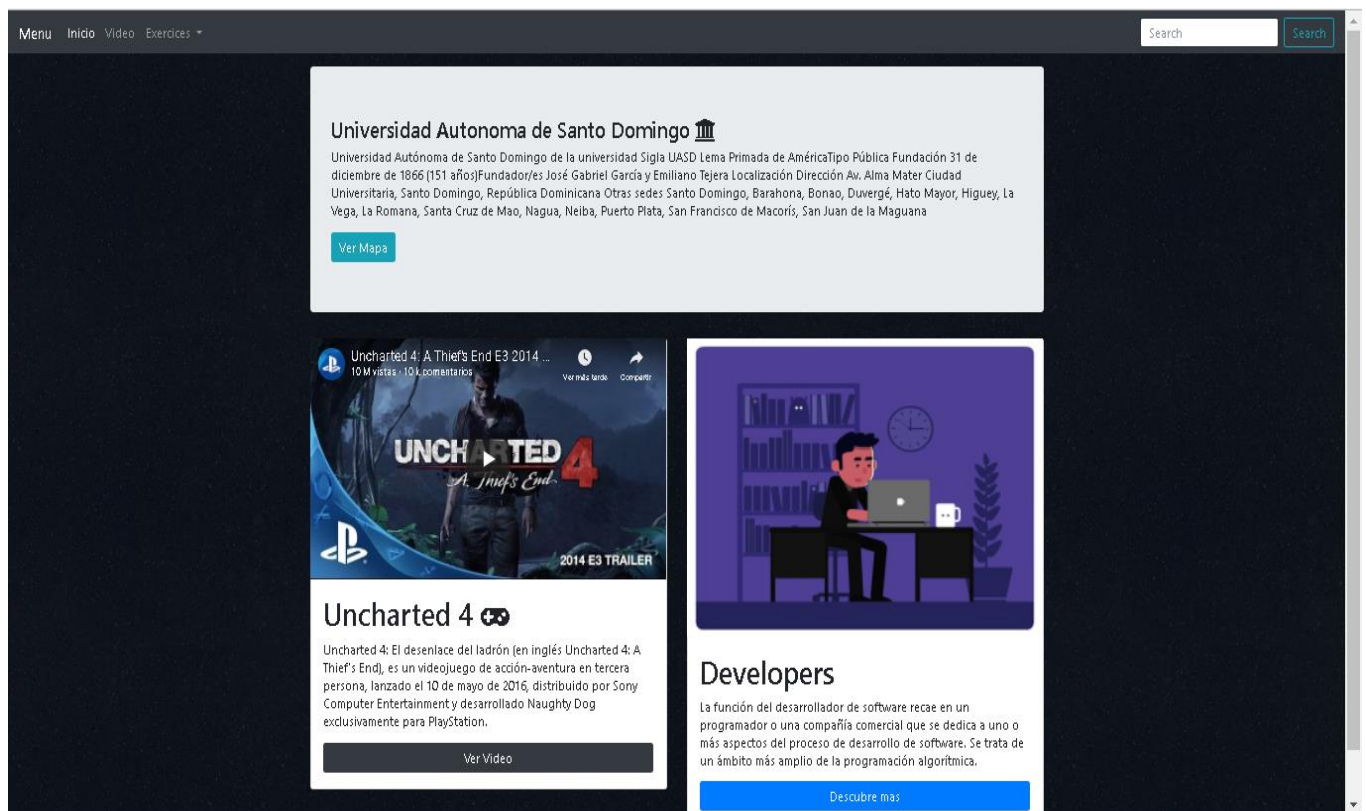 Menu Inicio Video Exercices
Search Search
Universidad Autonoma de Santo Domingo
Universidad Autónoma de Santo Domingo de la universidad Sigla UASD Lema Primada de AméricaTipo Pública Fundación 31 de
diciembre de 1866 (151 años)Fundador/es José Gabriel García y Emiliano Tejera Localización Dirección Av. Alma Mater Ciudad
Universitaria, Santo Domingo, República Dominicana Otras sedes Santo Domingo, Barahona, Bonao, Duvergé, Hato Mayor, Higuey, La
Vega, La Romana, Santa Cruz de Mao, Nagua, Neiba, Puerto Plata, San Francisco de Macorís, San Juan de la Maguana
Ver Mapa
Uncharted 4: A Thief's End E3 2014 ...
10 M vistas · 10 k comentarios
Ver más tarde Compartir
UNCHARTED 4
A Thief's End
2014 E3 TRAILER
Uncharted 4
Uncharted 4: El desenlace del ladrón (en inglés Uncharted 4: A
Thief's End), es un videojuego de acción-aventura en tercera
persona, lanzado el 10 de mayo de 2016, distribuido por Sony
Computer Entertainment y desarrollado Naughty Dog
exclusivamente para PlayStation.
Ver Video
Developers
La función del desarrollador de software recae en un
programador o una compañía comercial que se dedica a uno o
más aspectos del proceso de desarrollo de software. Se trata de
un ámbito más amplio de la programación algorítmica.
Descubre mas